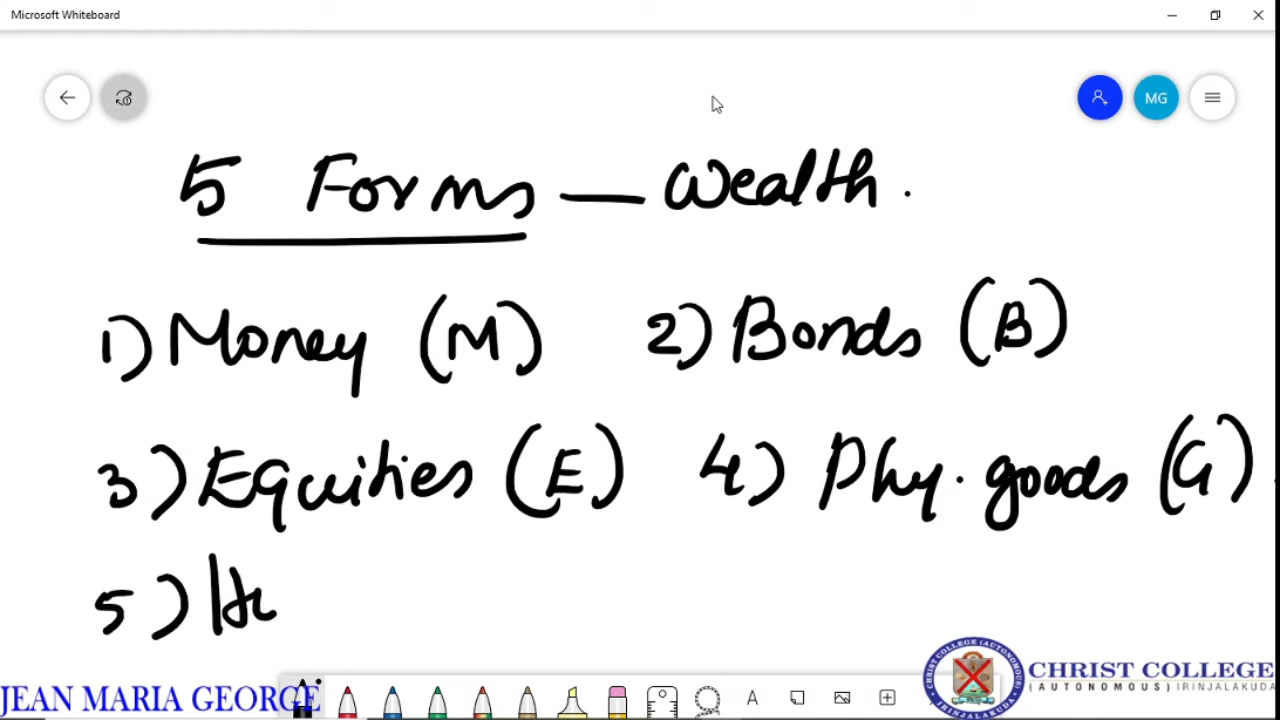 Microsoft Whiteboard
MG
5 Forms — Wealth.
1) Money (M) 2) Bonds (B)
3) Equities (E) 4) Phy. goods (G)
5) Hu
JEAN MARIA GEORGE
A
CHRIST COLLEGE
(AUTONOMOUS) IRINJALAKUDA